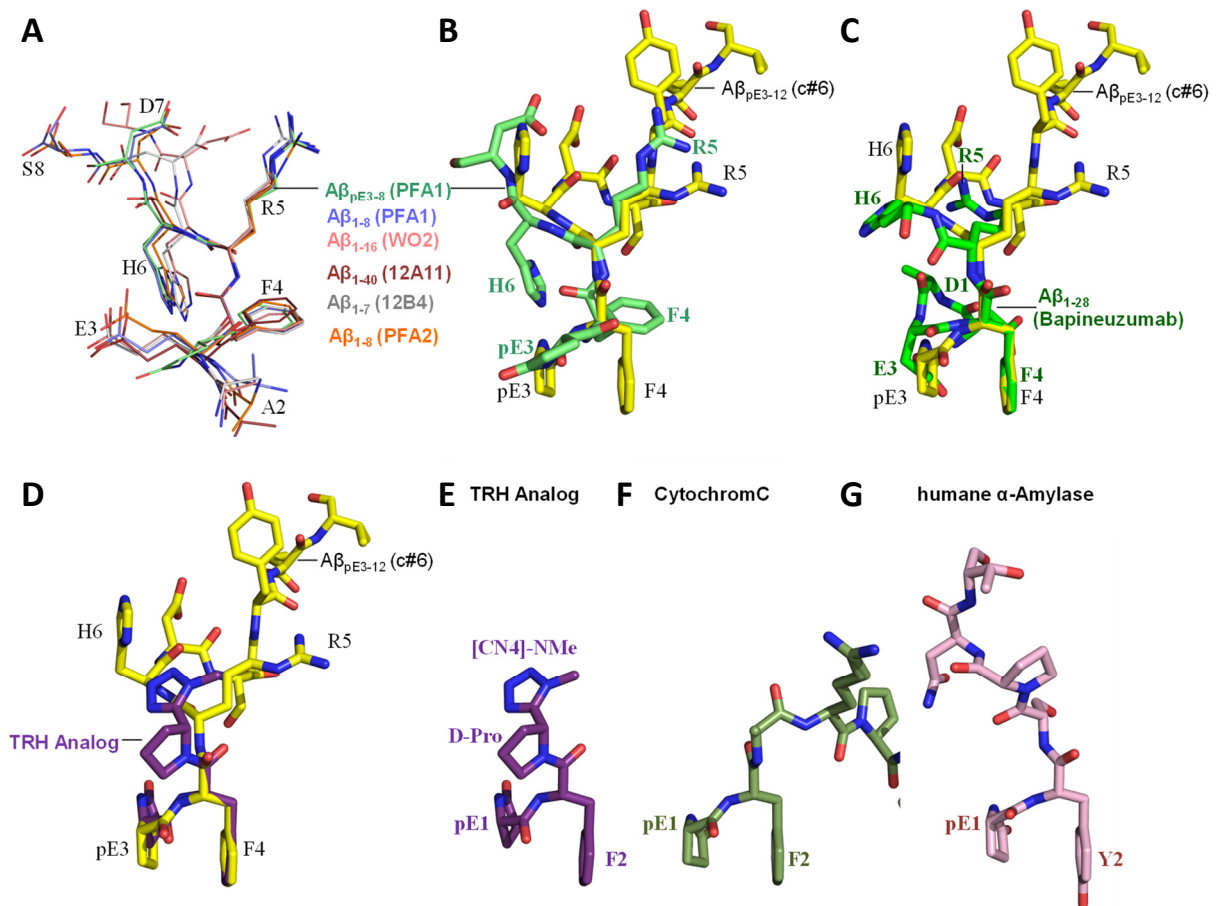 A
D7
S8
R5
H6
F4
E3
A2
AβpE3-8 (PFA1)
Aβ1-8 (PFA1)
Aβ1-16 (WO2)
Aβ1-40 (12A11)
Aβ1-7 (12B4)
Aβ1-8 (PFA2)
B
AβpE3-12 (c#6)
R5
R5
H6
F4
pE3
pE3
F4
C
AβpE3-12 (c#6)
H6
R5
R5
H6
D1
Aβ1-28
(Bapineuzumab)
E3
F4
pE3
F4
D
AβpE3-12 (c#6)
H6
R5
TRH Analog
pE3
F4
E TRH Analog
[CN4]-NMe
D-Pro
pE1
F2
F CytochromC
pE1
F2
G humane α-Amylase
pE1
Y2